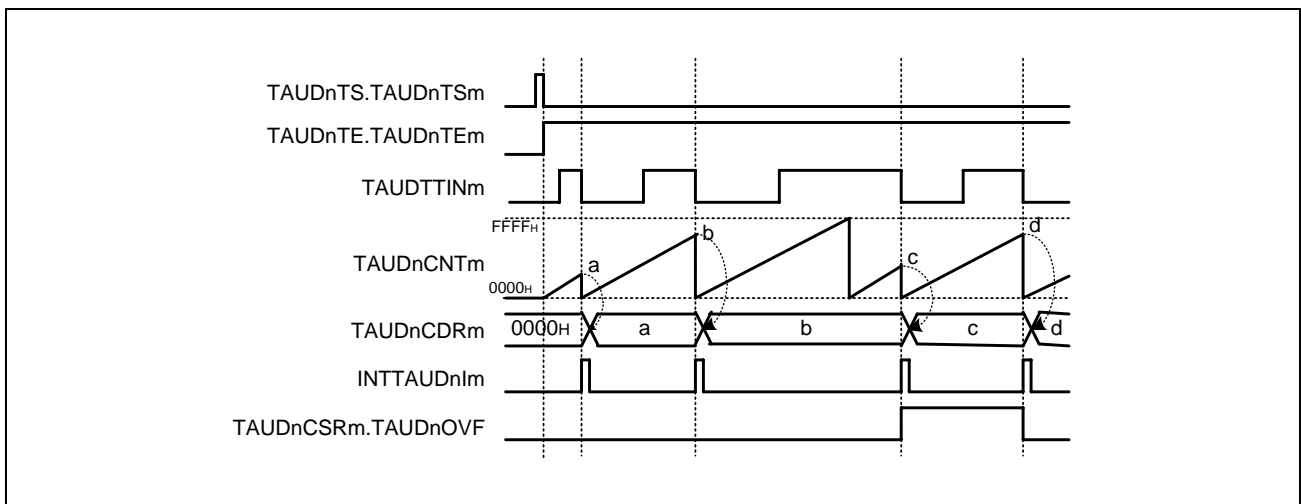 TAUDnTS.TAUDnTSm
TAUDnTE.TAUDnTEm
TAUDTTINm
FFFFH
b
d
TAUDnCNTm
a
c
0000H
TAUDnCDRm
0000H
a
b
c
d
INTTAUDnIm
TAUDnCSRm.TAUDnOVF